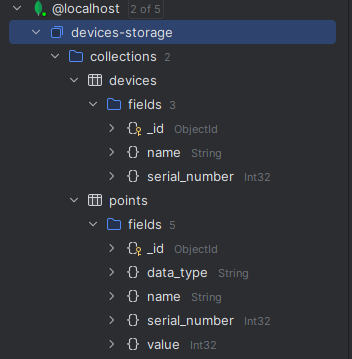 @localhost 2 of 5
devices-storage
collections 2
devices
fields 3
_id ObjectId
name String
serial_number Int32
points
fields 5
_id ObjectId
data_type String
name String
serial_number Int32
value Int32